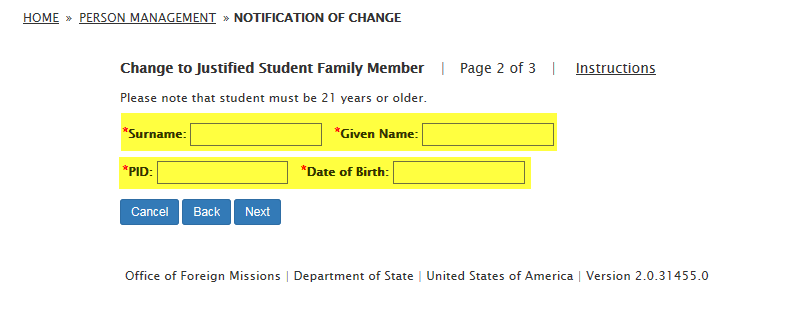 HOME » PERSON MANAGEMENT » NOTIFICATION OF CHANGE
Change to Justified Student Family Member | Page 2 of 3 | Instructions
Please note that student must be 21 years or older.
*Surname: *Given Name:
*PID: *Date of Birth:
Cancel Back Next
Office of Foreign Missions | Department of State | United States of America | Version 2.0.31455.0